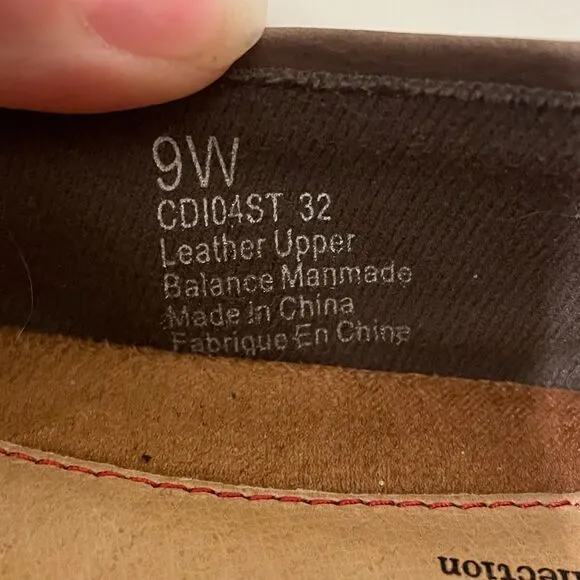 9W
CDI04ST 32
Leather Upper
Balance Manmade
Made In China
Fabrique En Chine